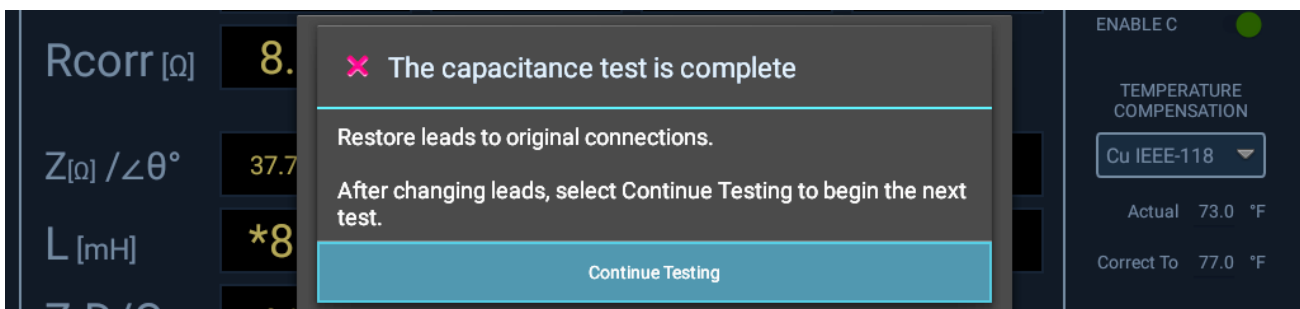 Rcorr [Ω]
8.
The capacitance test is complete
ENABLE C
TEMPERATURE
COMPENSATION
Restore leads to original connections.
Cu IEEE-118
Z[Ω] /∠θ°
37.7
After changing leads, select Continue Testing to begin the next
test.
Actual 73.0 °F
L [mH]
*8
Continue Testing
Correct To 77.0 °F